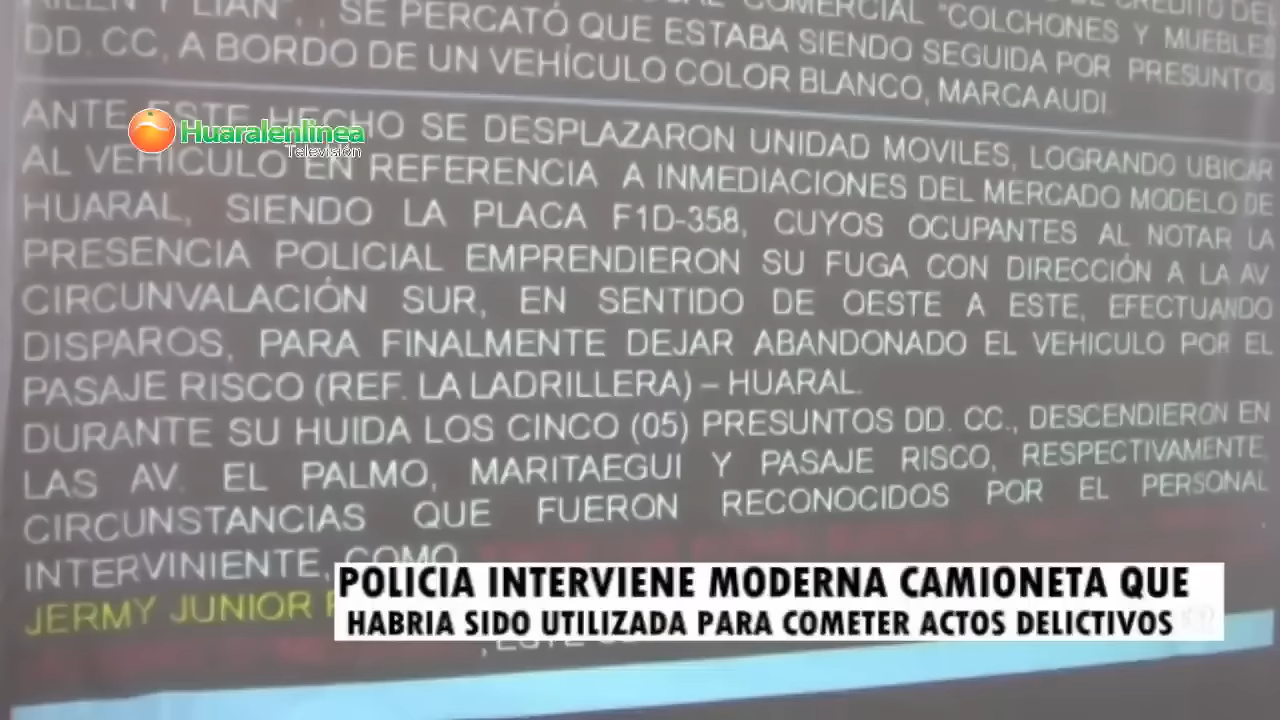 Y LIAN", , SE PERCATÓ QUE ESTABA SIENDO SEGUIDA POR PRESUNTOS
COMERCIAL "COLCHONES Y MUEBLES
DD. CC, A BORDO DE UN VEHÍCULO COLOR BLANCO, MARCA AUDI.
ANTE ESTE HECHO SE DESPLAZARON UNIDAD MOVILES, LOGRANDO UBICAR
Huaralenlinea
Televisión
AL VEHÍCULO EN REFERENCIA A INMEDIACIONES DEL MERCADO MODELO DE
HUARAL, SIENDO LA PLACA F1D-358, CUYOS OCUPANTES AL NOTAR LA
PRESENCIA POLICIAL EMPRENDIERON SU FUGA CON DIRECCIÓN A LA AV
CIRCUNVALACIÓN SUR, EN SENTIDO DE OESTE A ESTE, EFECTUANDO
DISPAROS, PARA FINALMENTE DEJAR ABANDONADO EL VEHICULO POR EL
PASAJE RISCO (REF. LA LADRILLERA) – HUARAL.
DURANTE SU HUIDA LOS CINCO (05) PRESUNTOS DD. CC., DESCENDIERON EN
LAS AV. EL PALMO, MARITAEGUI Y PASAJE RISCO, RESPECTIVAMENTE,
CIRCUNSTANCIAS QUE FUERON RECONOCIDOS POR EL PERSONAL
INTERVINIENTE, COMO
JERMY JUNIOR
POLICIA INTERVIENE MODERNA CAMIONETA QUE
HABRIA SIDO UTILIZADA PARA COMETER ACTOS DELICTIVOS